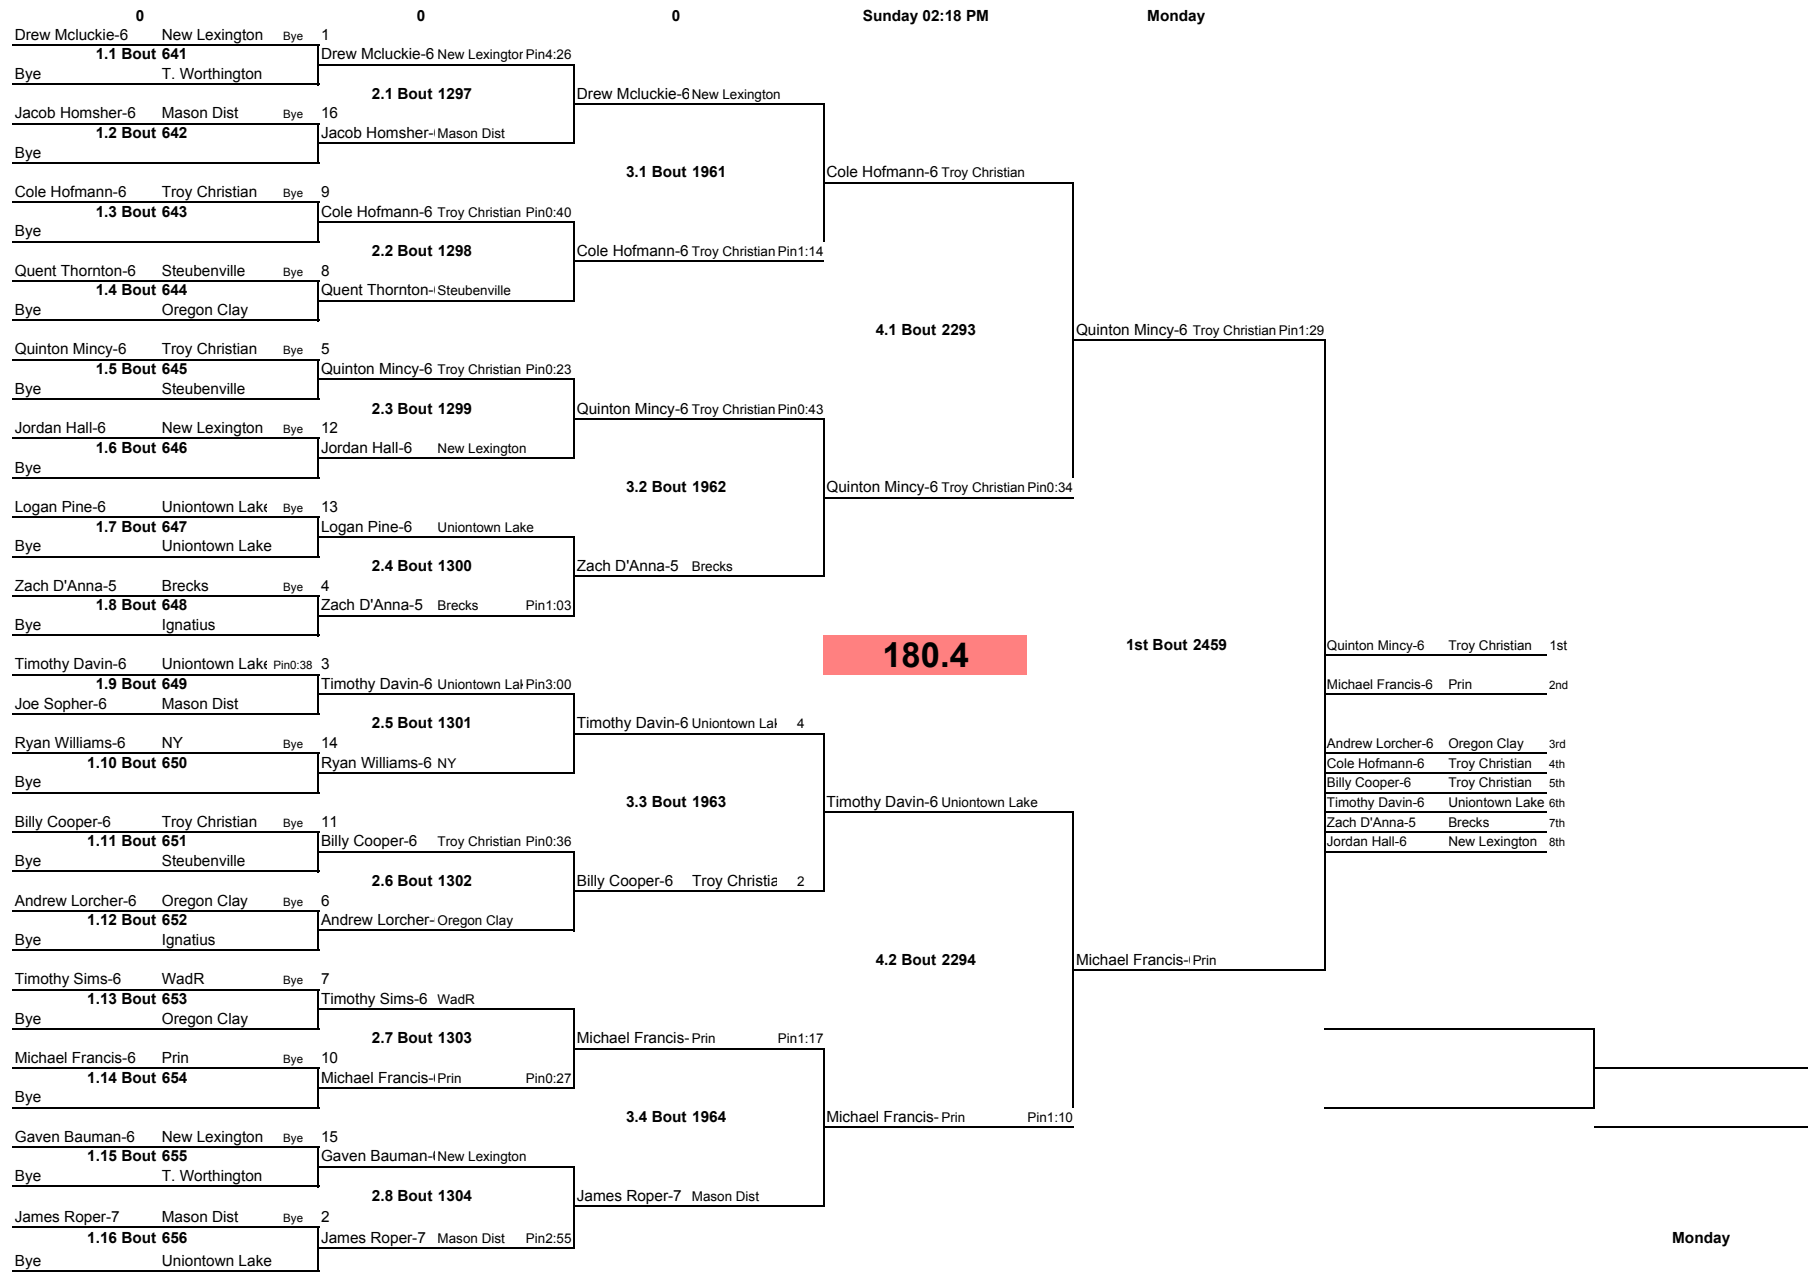 0 0 0 Sunday 02:18 PM Monday
Drew Mcluckie-6 New Lexington Bye 1
1.1 Bout 641 Drew Mcluckie-6 New Lexingtor Pin4:26
Bye T. Worthington
2.1 Bout 1297 Drew Mcluckie-6 New Lexington
Jacob Homsher-6 Mason Dist Bye 16
1.2 Bout 642 Jacob Homsher- Mason Dist
Bye
3.1 Bout 1961 Cole Hofmann-6 Troy Christian
Cole Hofmann-6 Troy Christian Bye 9
1.3 Bout 643 Cole Hofmann-6 Troy Christian Pin0:40
Bye
2.2 Bout 1298 Cole Hofmann-6 Troy Christian Pin1:14
Quent Thornton-6 Steubenville Bye 8
1.4 Bout 644 Quent Thornton- Steubenville
Bye Oregon Clay
4.1 Bout 2293 Quinton Mincy-6 Troy Christian Pin1:29
Quinton Mincy-6 Troy Christian Bye 5
1.5 Bout 645 Quinton Mincy-6 Troy Christian Pin0:23
Bye Steubenville
2.3 Bout 1299 Quinton Mincy-6 Troy Christian Pin0:43
Jordan Hall-6 New Lexington Bye 12
1.6 Bout 646 Jordan Hall-6 New Lexington
Bye
3.2 Bout 1962 Quinton Mincy-6 Troy Christian Pin0:34
Logan Pine-6 Uniontown Lake Bye 13
1.7 Bout 647 Logan Pine-6 Uniontown Lake
Bye Uniontown Lake
2.4 Bout 1300 Zach D'Anna-5 Brecks
Zach D'Anna-5 Brecks Bye 4
1.8 Bout 648 Zach D'Anna-5 Brecks Pin1:03
Bye Ignatius
180.4 1st Bout 2459 Quinton Mincy-6 Troy Christian 1st
Timothy Davin-6 Uniontown Lake Pin0:38 3
1.9 Bout 649 Timothy Davin-6 Uniontown Lal Pin3:00 Michael Francis-6 Prin 2nd
Joe Sopher-6 Mason Dist
2.5 Bout 1301 Timothy Davin-6 Uniontown Lal 4
Ryan Williams-6 NY Bye 14 Andrew Lorcher-6 Oregon Clay 3rd
1.10 Bout 650 Ryan Williams-6 NY Cole Hofmann-6 Troy Christian 4th
Bye Billy Cooper-6 Troy Christian 5th
3.3 Bout 1963 Timothy Davin-6 Uniontown Lake Timothy Davin-6 Uniontown Lake 6th
Billy Cooper-6 Troy Christian Bye 11 Zach D'Anna-5 Brecks 7th
1.11 Bout 651 Billy Cooper-6 Troy Christian Pin0:36 Jordan Hall-6 New Lexington 8th
Bye Steubenville
2.6 Bout 1302 Billy Cooper-6 Troy Christia 2
Andrew Lorcher-6 Oregon Clay Bye 6
1.12 Bout 652 Andrew Lorcher- Oregon Clay
Bye Ignatius
4.2 Bout 2294 Michael Francis- Prin
Timothy Sims-6 WadR Bye 7
1.13 Bout 653 Timothy Sims-6 WadR
Bye Oregon Clay
2.7 Bout 1303 Michael Francis- Prin Pin1:17
Michael Francis-6 Prin Bye 10
1.14 Bout 654 Michael Francis- Prin Pin0:27
Bye
3.4 Bout 1964 Michael Francis- Prin Pin1:10
Gaven Bauman-6 New Lexington Bye 15
1.15 Bout 655 Gaven Bauman- New Lexington
Bye T. Worthington
2.8 Bout 1304 James Roper-7 Mason Dist
James Roper-7 Mason Dist Bye 2
1.16 Bout 656 James Roper-7 Mason Dist Pin2:55 Monday
Bye Uniontown Lake